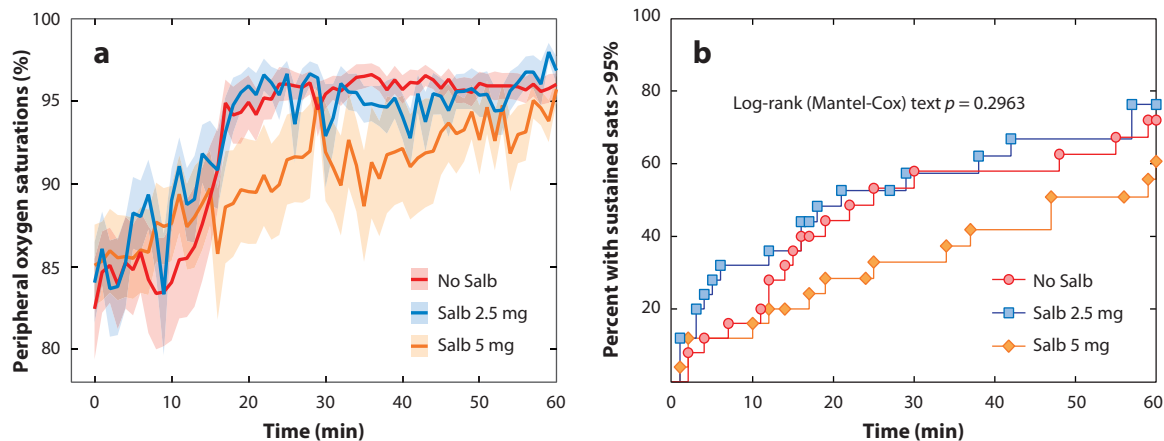 a
Peripheral oxygen saturations (%)
100
95
90
85
80
0
10
20
30
40
50
60
Time (min)
No Salb
Salb 2.5 mg
Salb 5 mg
b
Percent with sustained sats >95%
100
80
60
40
20
0
10
20
30
40
50
60
Time (min)
Log-rank (Mantel-Cox) text p = 0.2963
No Salb
Salb 2.5 mg
Salb 5 mg